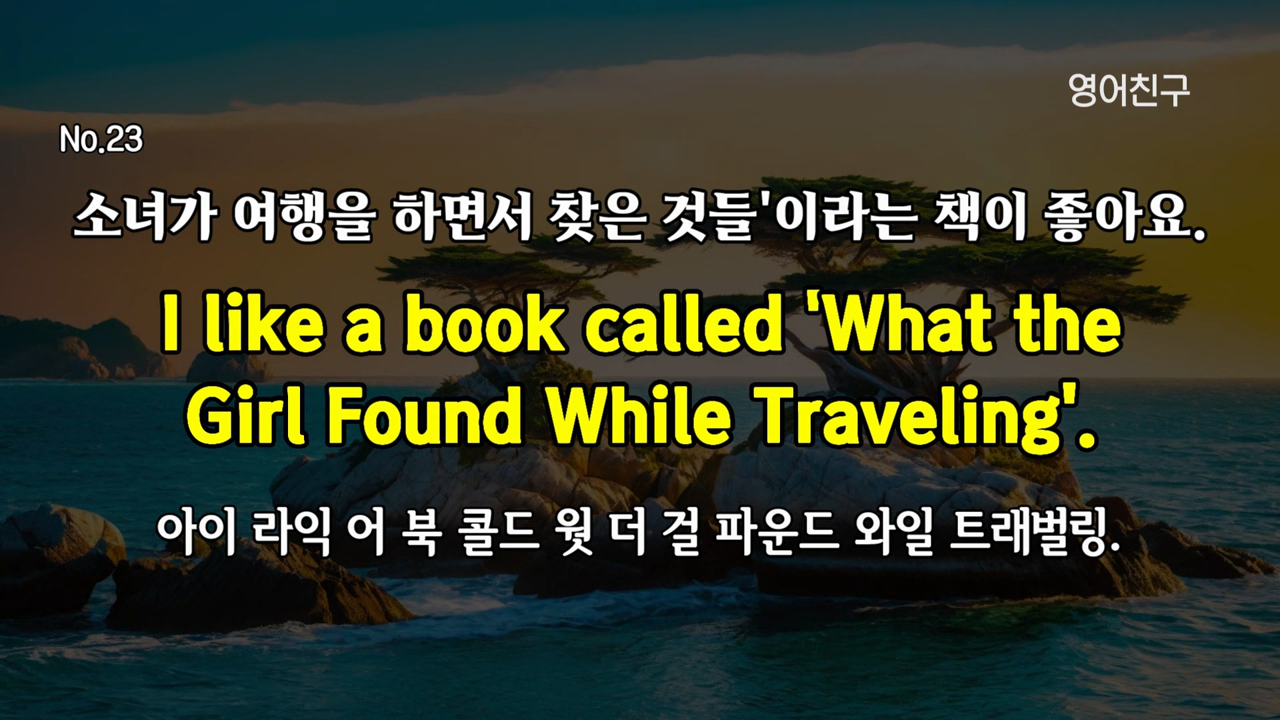 영어친구
No.23
소녀가 여행을 하면서 찾은 것들'이라는 책이 좋아요.
I like a book called 'What the
Girl Found While Traveling'.
아이 라익 어 북 콜드 웟 더 걸 파운드 와일 트래벌링.